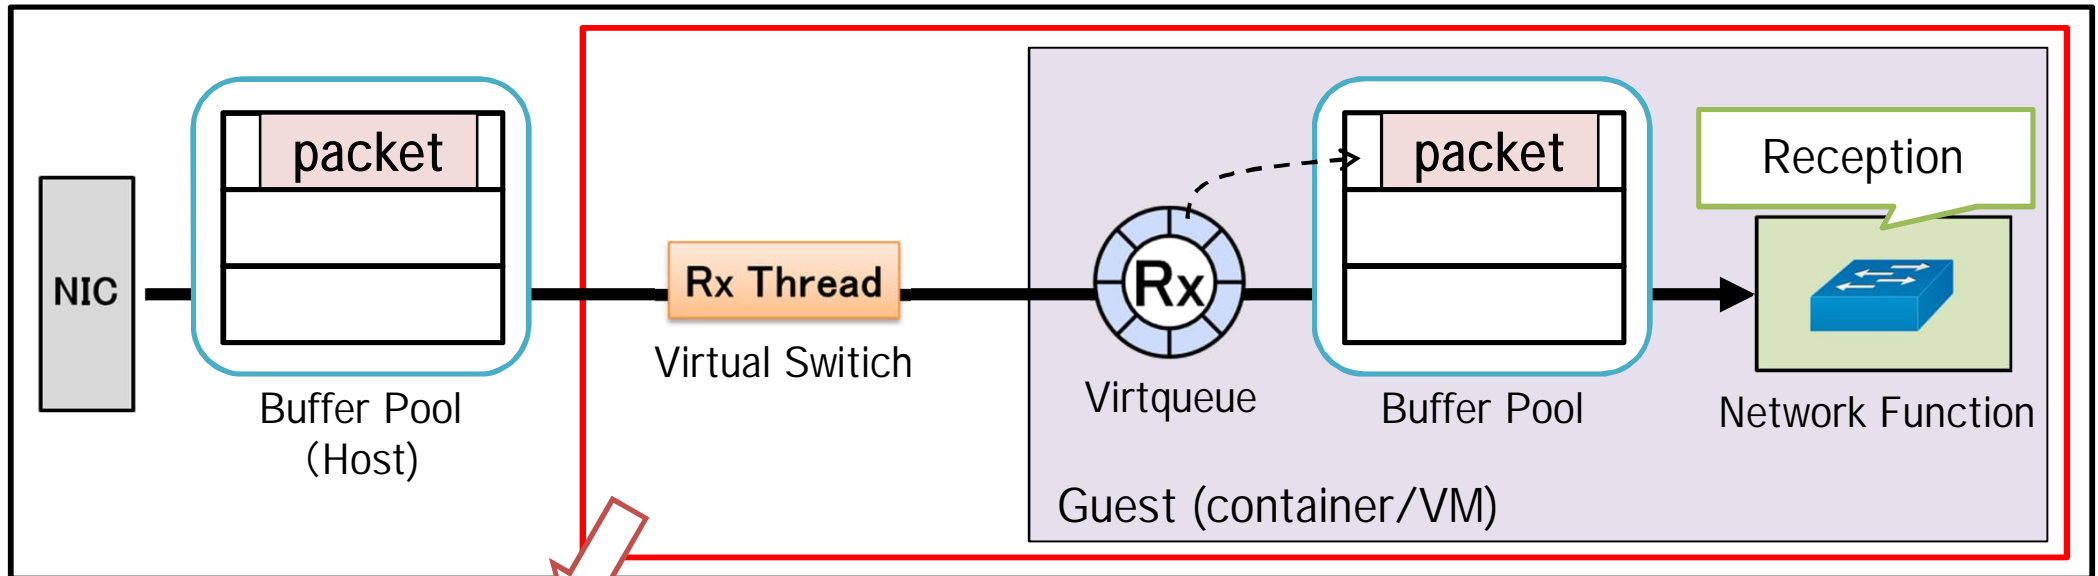 NIC
packet
Buffer Pool
(Host)
Rx Thread
Virtual Switich
Rx
Virtqueue
packet
Buffer Pool
Reception
Network Function
Guest (container/VM)